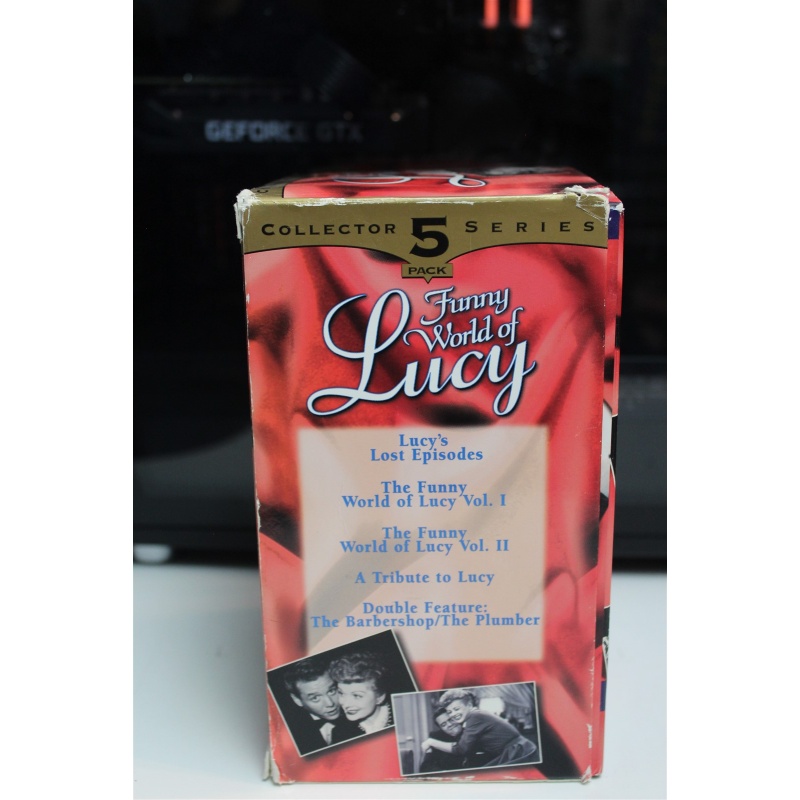 GEFORCE GTX
COLLECTOR 5 SERIES
PACK
Funny
World of
Lucy
Lucy's
Lost Episodes
The Funny
World of Lucy Vol. I
The Funny
World of Lucy Vol. II
A Tribute to Lucy
Double Feature:
The Barbershop/The Plumber